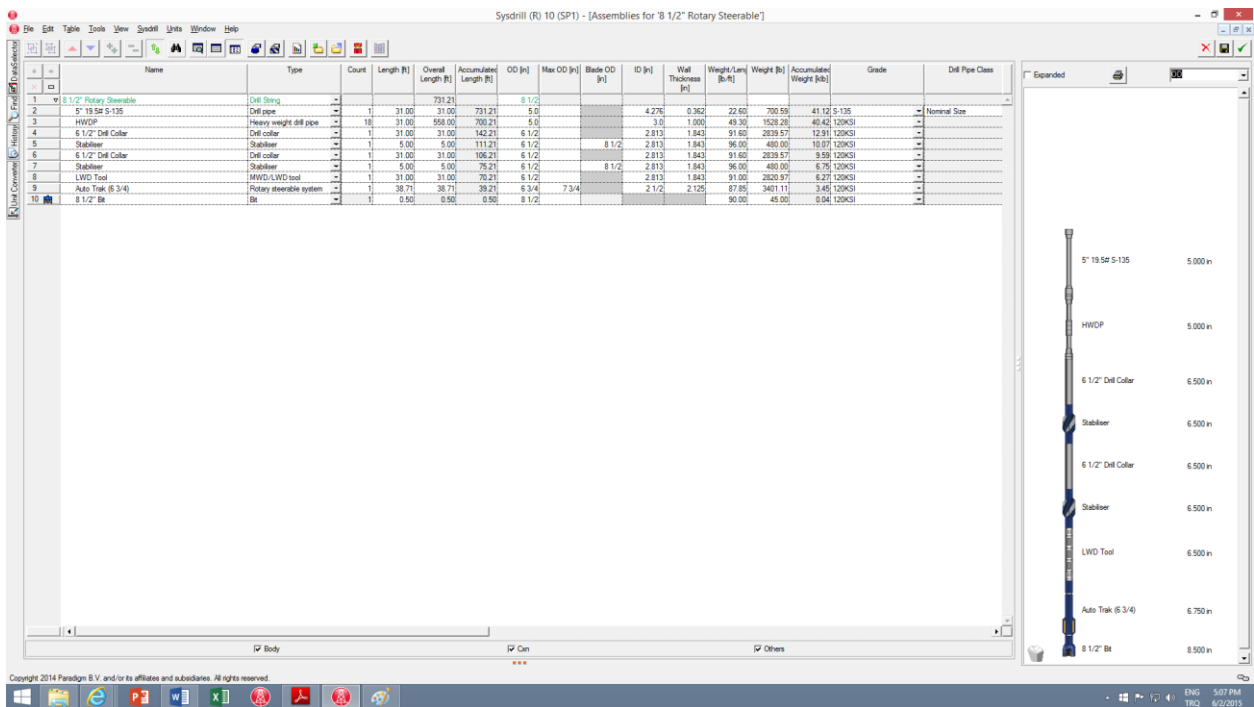 Sysdrill (R) 10 (SP1) - [Assemblies for '8 1/2" Rotary Steerable']
File Edit Table Tools View Sysdrill Units Window Help
DataSelector
Find
History
Unit Converter
Name Type Count Length [ft] Overall Length [ft] Accumulated Length [ft] OD [in] Max OD [in] Blade OD [in] ID [in] Wall Thickness [in] Weight/Len [lb/ft] Weight [lb] Accumulated Weight [klb] Grade Drill Pipe Class
1 8 1/2" Rotary Steerable Drill String 731.21 8 1/2
2 5" 19.5# S-135 Drill pipe 1 31.00 31.00 731.21 5.0 4.276 0.362 22.60 700.59 41.12 S-135 Nominal Size
3 HWDP Heavy weight drill pipe 18 31.00 558.00 700.21 5.0 3.0 1.000 49.30 1528.28 40.42 120KSI
4 6 1/2" Drill Collar Drill collar 1 31.00 31.00 142.21 6 1/2 2.813 1.843 91.60 2839.57 12.91 120KSI
5 Stabiliser Stabiliser 1 5.00 5.00 111.21 6 1/2 8 1/2 2.813 1.843 96.00 480.00 10.07 120KSI
6 6 1/2" Drill Collar Drill collar 1 31.00 31.00 106.21 6 1/2 2.813 1.843 91.60 2839.57 9.59 120KSI
7 Stabiliser Stabiliser 1 5.00 5.00 75.21 6 1/2 8 1/2 2.813 1.843 96.00 480.00 6.75 120KSI
8 LWD Tool MWD/LWD tool 1 31.00 31.00 70.21 6 1/2 2.813 1.843 91.00 2820.97 6.27 120KSI
9 Auto Trak (6 3/4) Rotary steerable system 1 38.71 38.71 39.21 6 3/4 7 3/4 2 1/2 2.125 87.85 3401.11 3.45 120KSI
10 8 1/2" Bit Bit 1 0.50 0.50 0.50 8 1/2 90.00 45.00 0.04 120KSI
Expanded OD
5" 19.5# S-135 5.000 in
HWDP 5.000 in
6 1/2" Drill Collar 6.500 in
Stabiliser 6.500 in
6 1/2" Drill Collar 6.500 in
Stabiliser 6.500 in
LWD Tool 6.500 in
Auto Trak (6 3/4) 6.750 in
8 1/2" Bit 8.500 in
Body Cxn Others
Copyright 2014 Paradigm B.V. and/or its affiliates and subsidiaries. All rights reserved.
ENG 5:07 PM
TRQ 6/2/2015